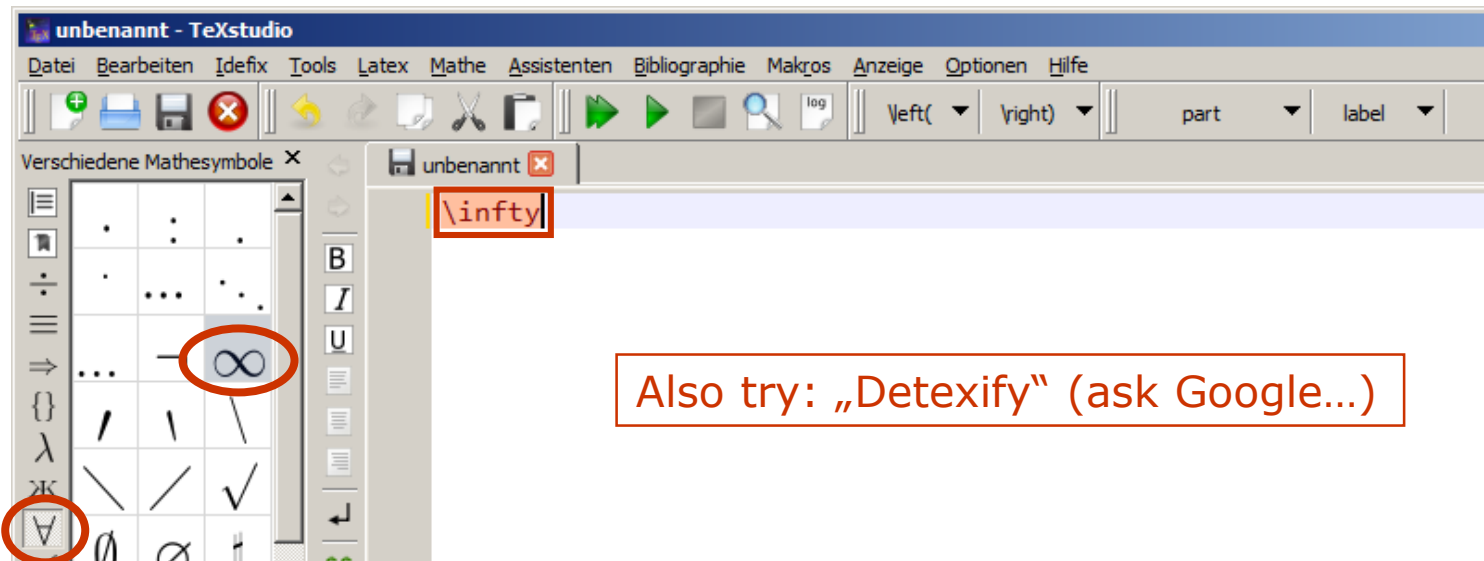 unbenannt - TeXstudio
Datei Bearbeiten Idefix Tools Latex Mathe Assistenten Bibliographie Makros Anzeige Optionen Hilfe
log \left( \right) part label
Verschiedene Mathesymbole unbenannt
\infty
· : .
B
÷ · ... ⋱
I
≡
U
⇒ ... ∞
{}
λ
Ж √
∀ ∅ ♯
Also try: „Detexify“ (ask Google…)